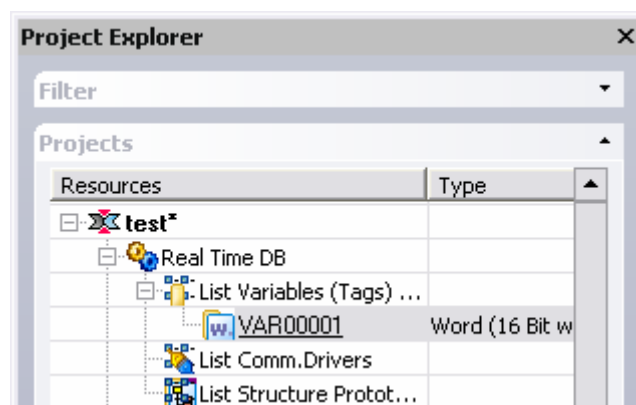 Project Explorer
Filter
Projects
Resources Type
test*
Real Time DB
List Variables (Tags) ...
VAR00001 Word (16 Bit w
List Comm.Drivers
List Structure Protot...